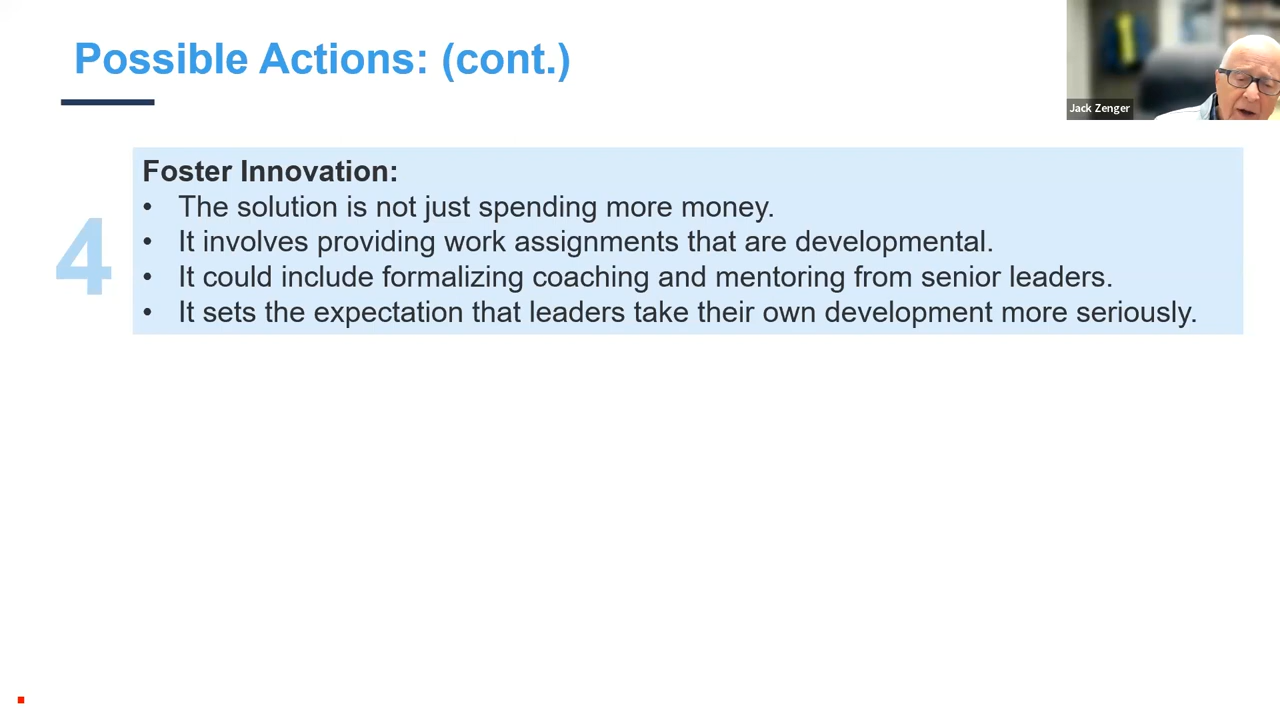 Possible Actions: (cont.)
Jack Zenger
4
Foster Innovation:
• The solution is not just spending more money.
• It involves providing work assignments that are developmental.
• It could include formalizing coaching and mentoring from senior leaders.
• It sets the expectation that leaders take their own development more seriously.